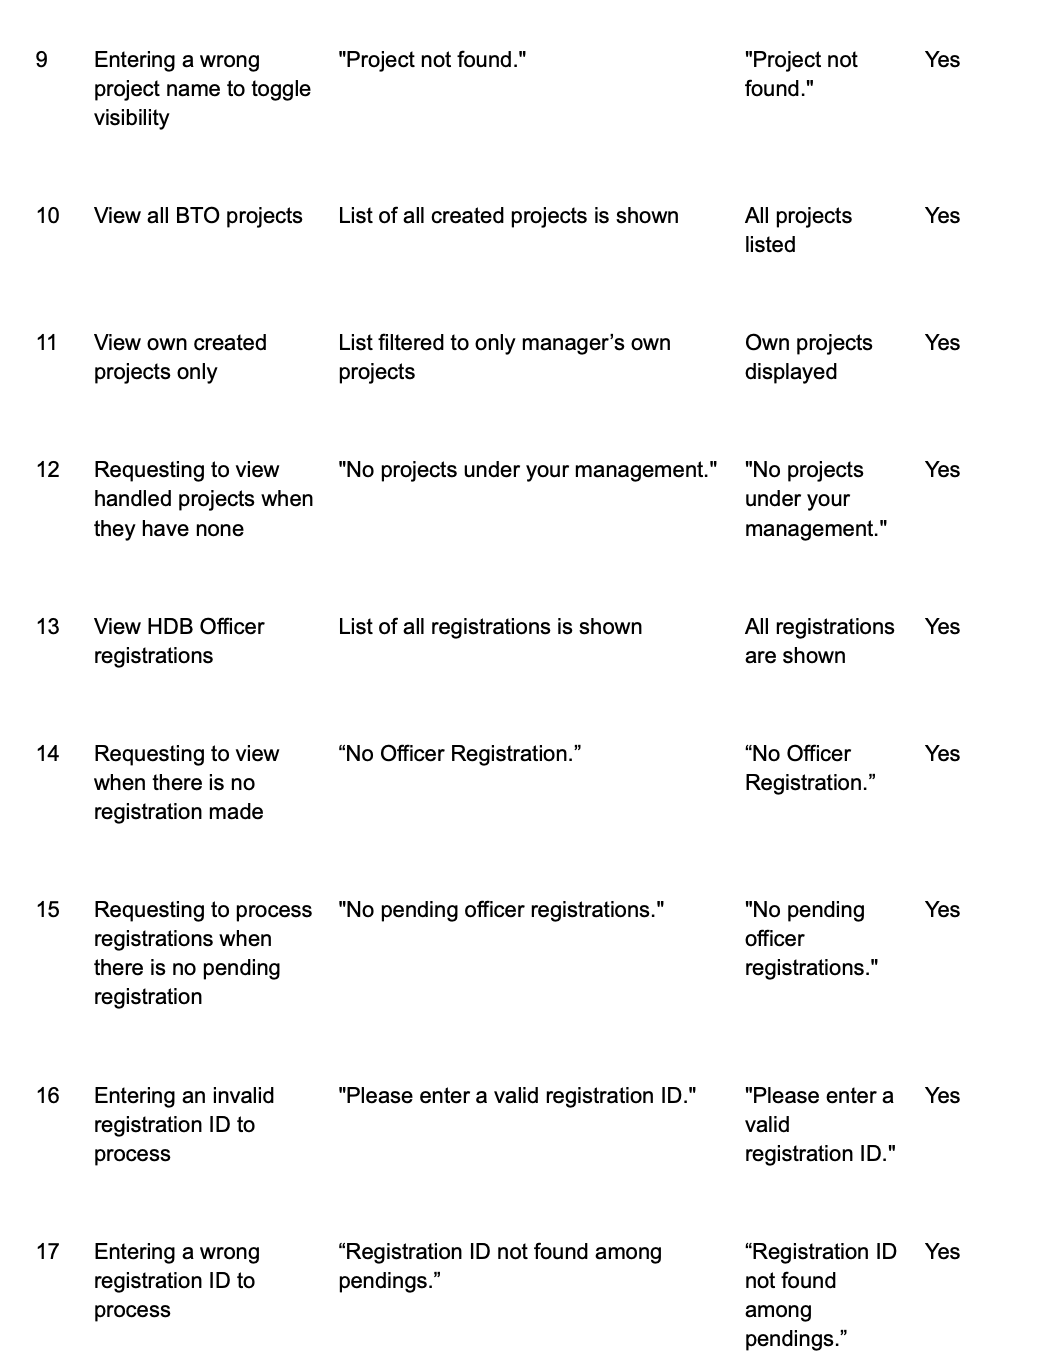 9 Entering a wrong "Project not found." "Project not Yes
project name to toggle found."
visibility
10 View all BTO projects List of all created projects is shown All projects Yes
listed
11 View own created List filtered to only manager’s own Own projects Yes
projects only projects displayed
12 Requesting to view "No projects under your management." "No projects Yes
handled projects when under your
they have none management."
13 View HDB Officer List of all registrations is shown All registrations Yes
registrations are shown
14 Requesting to view “No Officer Registration.” “No Officer Yes
when there is no Registration.”
registration made
15 Requesting to process "No pending officer registrations." "No pending Yes
registrations when officer
there is no pending registrations."
registration
16 Entering an invalid "Please enter a valid registration ID." "Please enter a Yes
registration ID to valid
process registration ID."
17 Entering a wrong “Registration ID not found among “Registration ID Yes
registration ID to pendings.” not found
process among
pendings.”